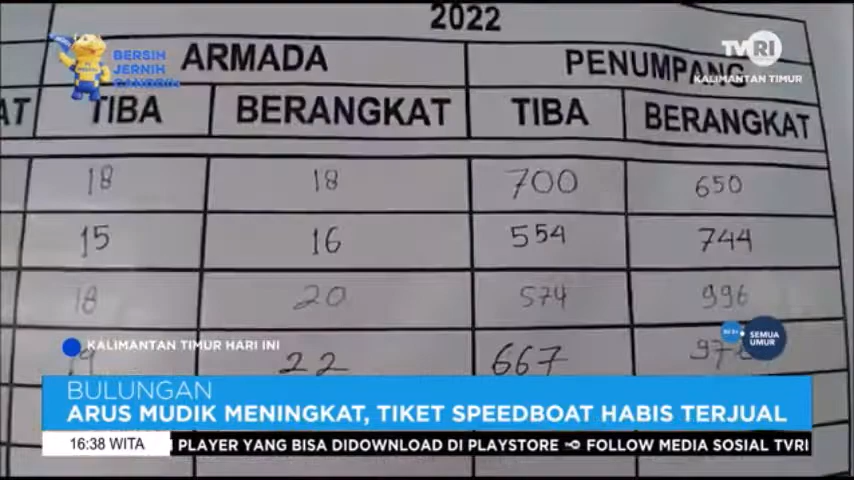 2022
ARMADA
PENUMPANG
TIBA
BERANGKAT
TIBA
BERANGKAT
18
18
700
650
15
16
554
744
18
20
574
996
22
667
TVRI
KALIMANTAN TIMUR
BERSIH
JERNIH
SEMUA
UMUR
KALIMANTAN TIMUR HARI INI
BULUNGAN
ARUS MUDIK MENINGKAT, TIKET SPEEDBOAT HABIS TERJUAL
16:38 WITA
PLAYER YANG BISA DIDOWNLOAD DI PLAYSTORE FOLLOW MEDIA SOSIAL TVRI